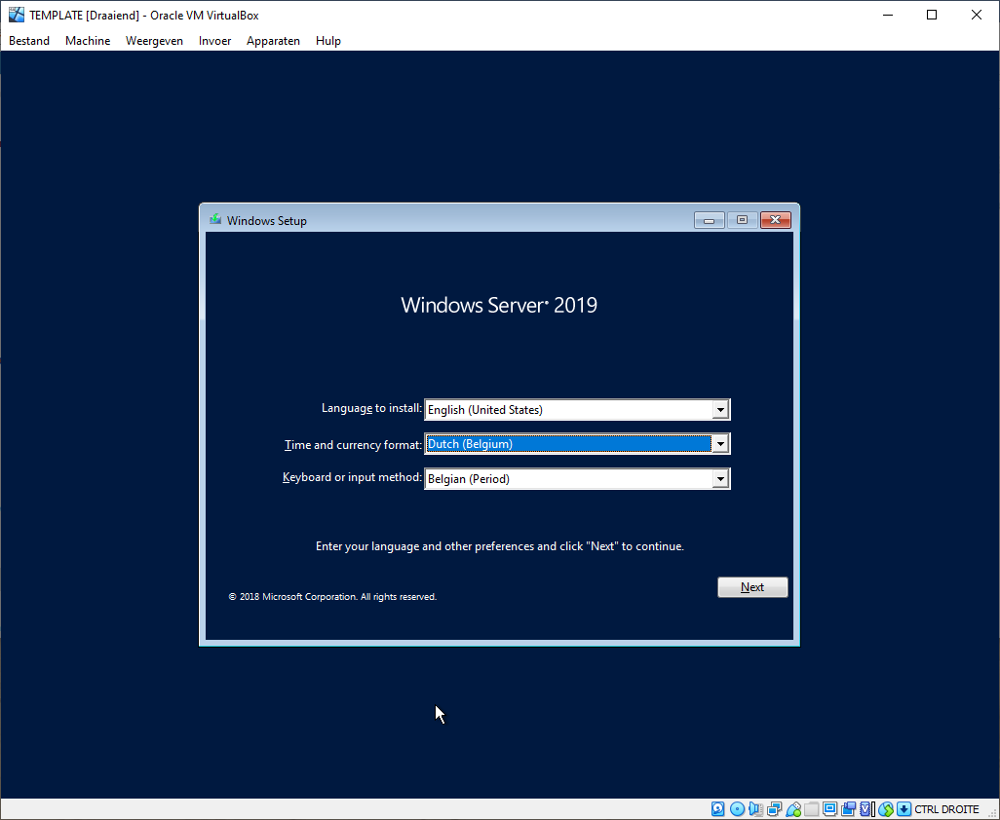 TEMPLATE [Draaiend] - Oracle VM VirtualBox
Bestand Machine Weergeven Invoer Apparaten Hulp
Windows Setup
Windows Server® 2019
Language to install: English (United States)
Time and currency format: Dutch (Belgium)
Keyboard or input method: Belgian (Period)
Enter your language and other preferences and click "Next" to continue.
Next
© 2018 Microsoft Corporation. All rights reserved.
CTRL DROITE